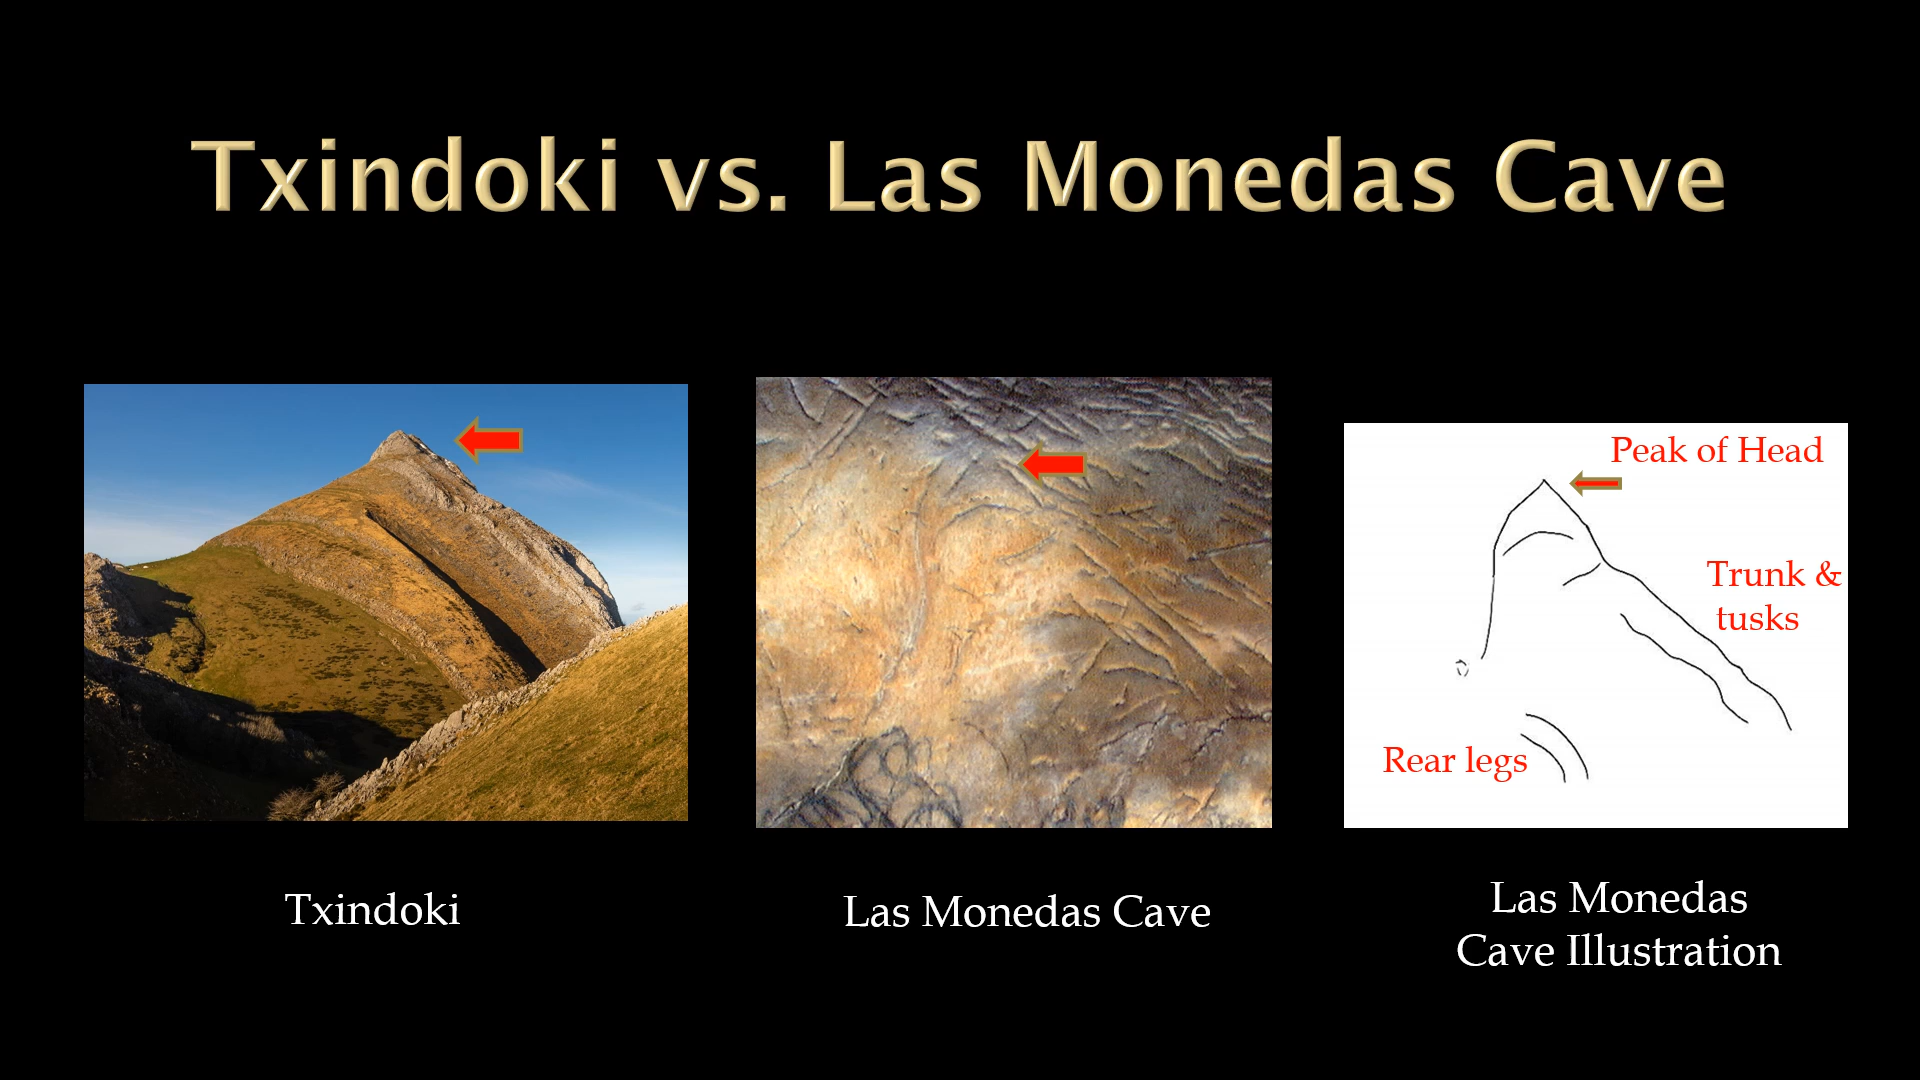 Txindoki vs. Las Monedas Cave
Peak of Head
Trunk &
tusks
Rear legs
Txindoki
Las Monedas Cave
Las Monedas
Cave Illustration